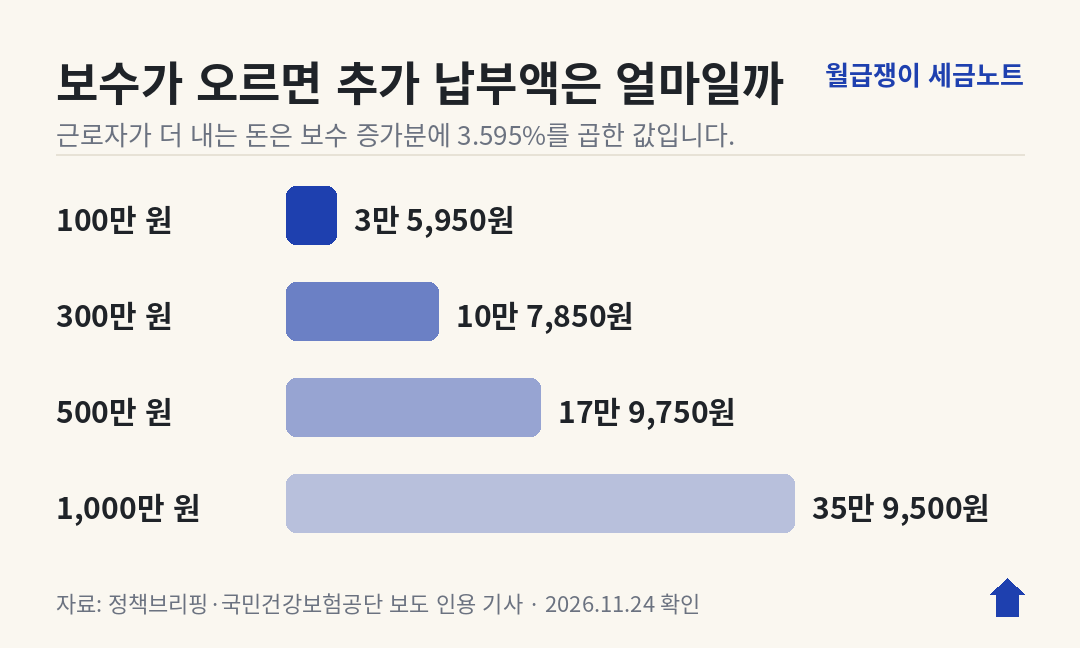 보수가 오르면 추가 납부액은 얼마일까
월급쟁이 세금노트
근로자가 더 내는 돈은 보수 증가분에 3.595%를 곱한 값입니다.
100만 원 3만 5,950원
300만 원 10만 7,850원
500만 원 17만 9,750원
1,000만 원 35만 9,500원
자료: 정책브리핑·국민건강보험공단 보도 인용 기사 · 2026.11.24 확인